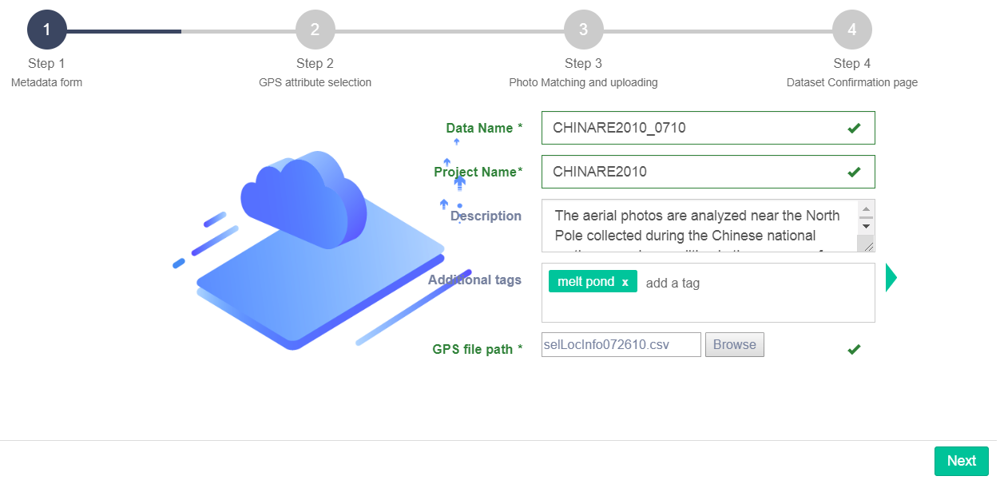 1
2
3
4
Step 1
Step 2
Step 3
Step 4
Metadata form
GPS attribute selection
Photo Matching and uploading
Dataset Confirmation page
Data Name *
CHINARE2010_0710
Project Name*
CHINARE2010
Description
The aerial photos are analyzed near the North
Pole collected during the Chinese national
Additional tags
melt pond x add a tag
GPS file path *
selLocInfo072610.csv
Browse
Next